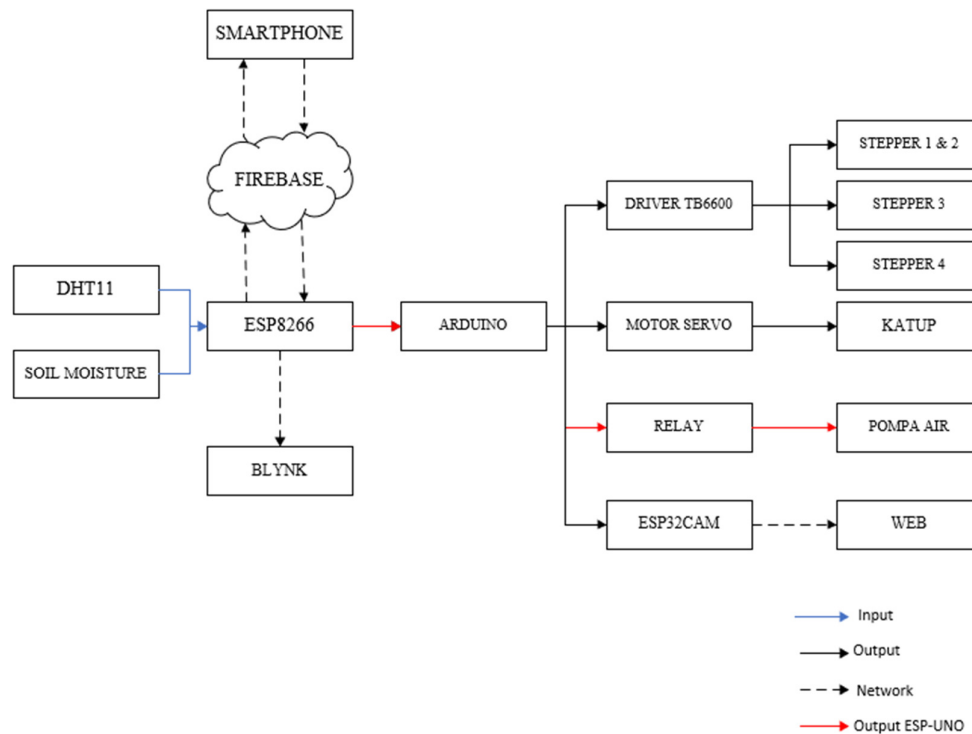 SMARTPHONE
FIREBASE
STEPPER 1 & 2
DRIVER TB6600
STEPPER 3
STEPPER 4
DHT11
ESP8266
ARDUINO
MOTOR SERVO
KATUP
SOIL MOISTURE
RELAY
POMPA AIR
BLYNK
ESP32CAM
WEB
Input
Output
Network
Output ESP-UNO